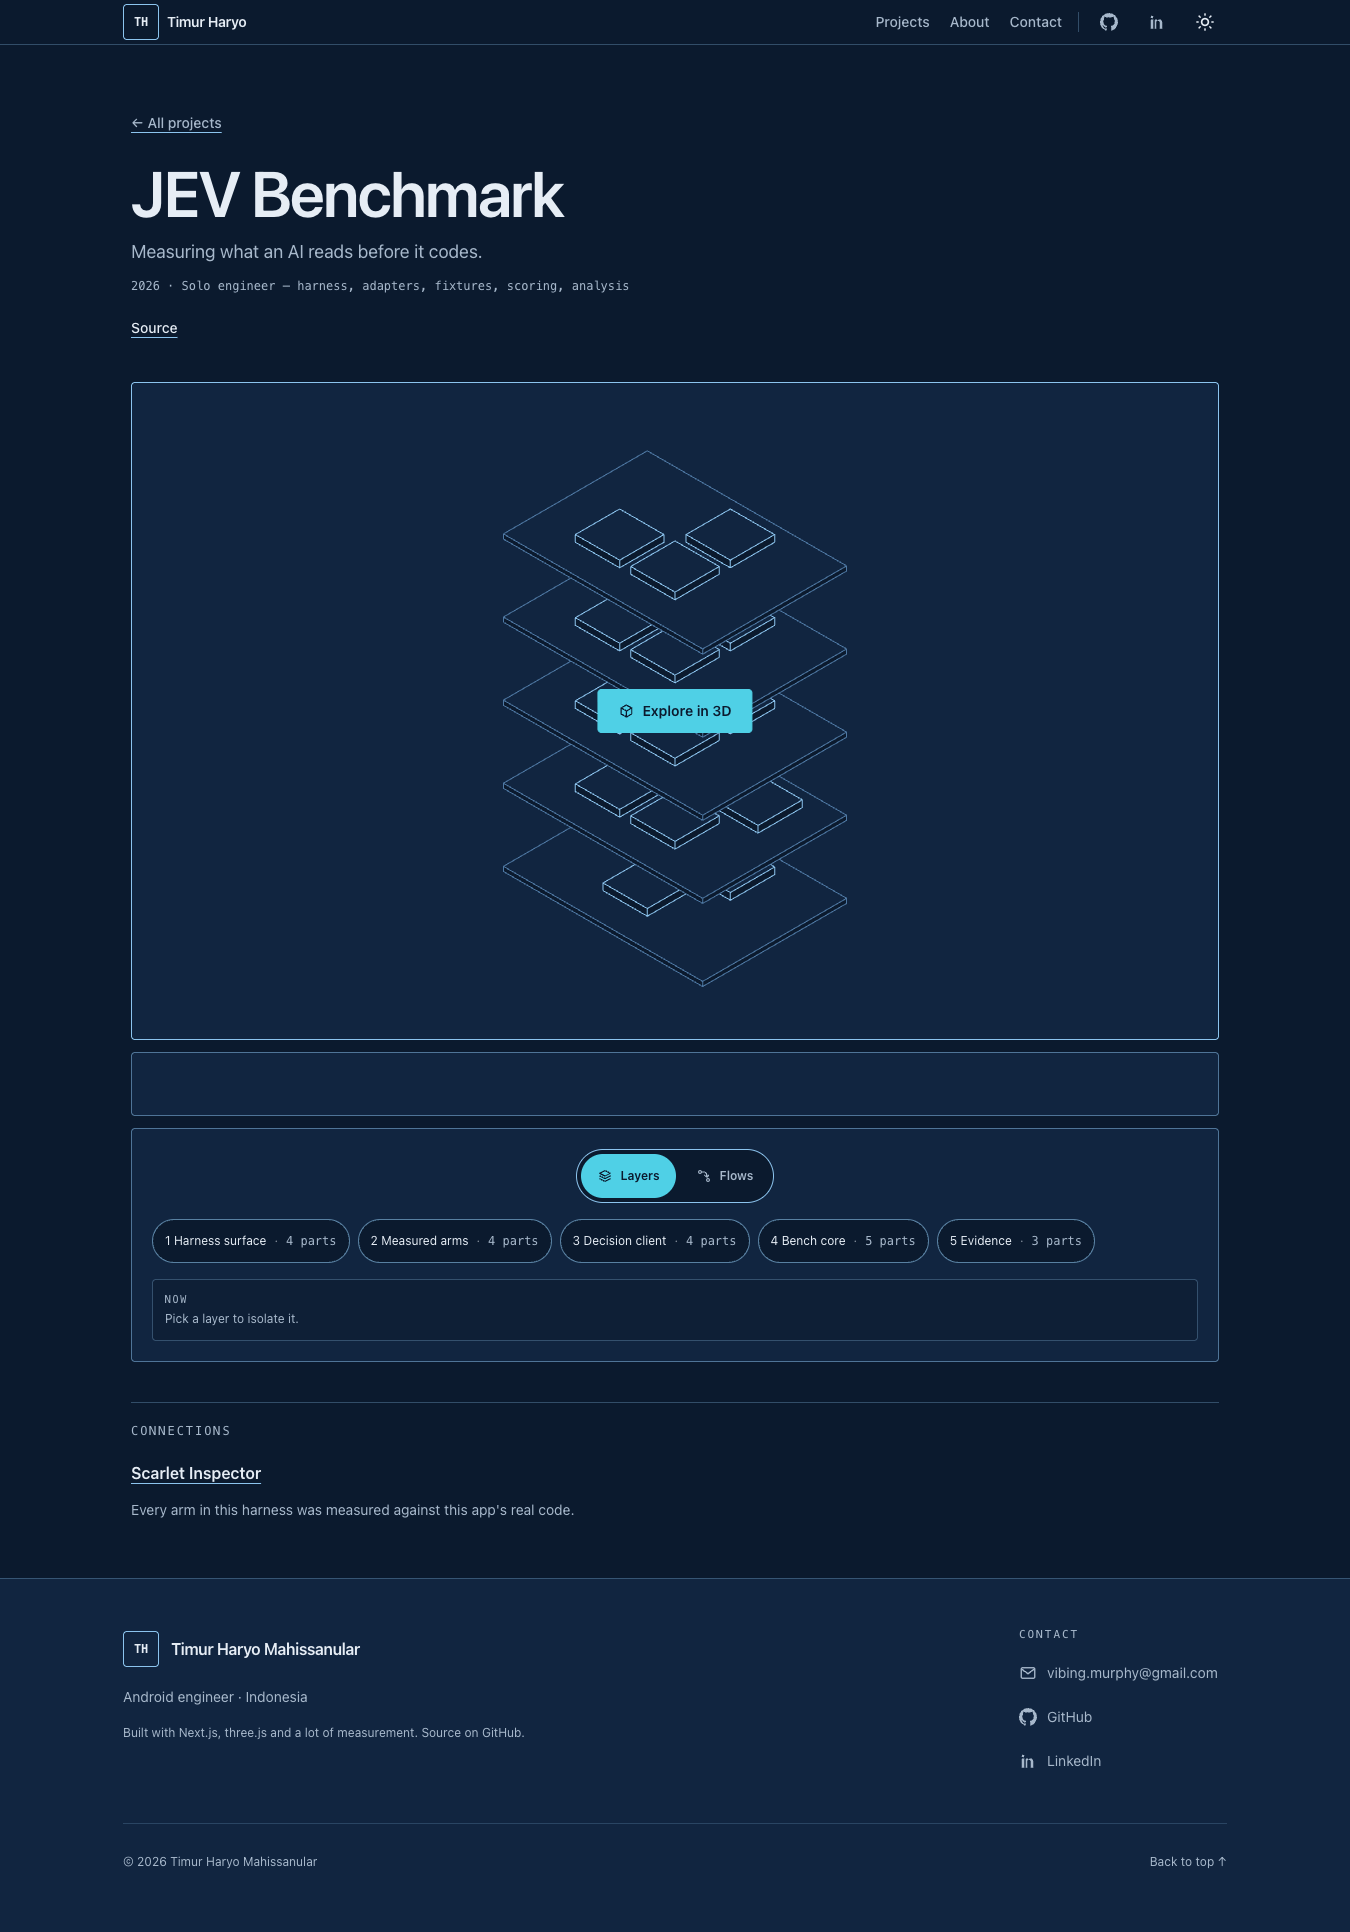 TH Timur Haryo Projects About Contact in
← All projects
JEV Benchmark
Measuring what an AI reads before it codes.
2026 · Solo engineer — harness, adapters, fixtures, scoring, analysis
Source
Explore in 3D
Layers Flows
1 Harness surface · 4 parts 2 Measured arms · 4 parts 3 Decision client · 4 parts 4 Bench core · 5 parts 5 Evidence · 3 parts
NOW
Pick a layer to isolate it.
CONNECTIONS
Scarlet Inspector
Every arm in this harness was measured against this app's real code.
TH Timur Haryo Mahissanular
Android engineer · Indonesia
Built with Next.js, three.js and a lot of measurement. Source on GitHub.
CONTACT
vibing.murphy@gmail.com
GitHub
in LinkedIn
© 2026 Timur Haryo Mahissanular
Back to top ↑